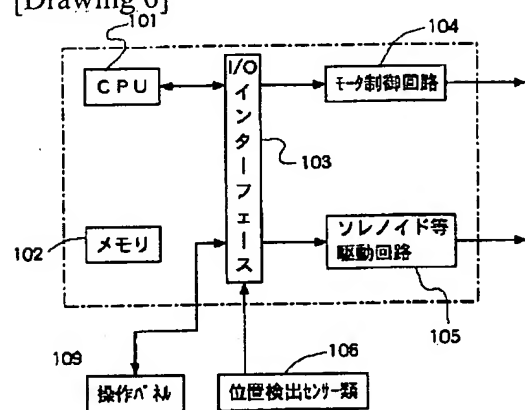 [Drawing 6]
101
CPU
I/Oインターフェース
104
モータ制御回路
103
102
メモリ
ソレノイド等
駆動回路
105
109
操作パネル
106
位置検出センサー類